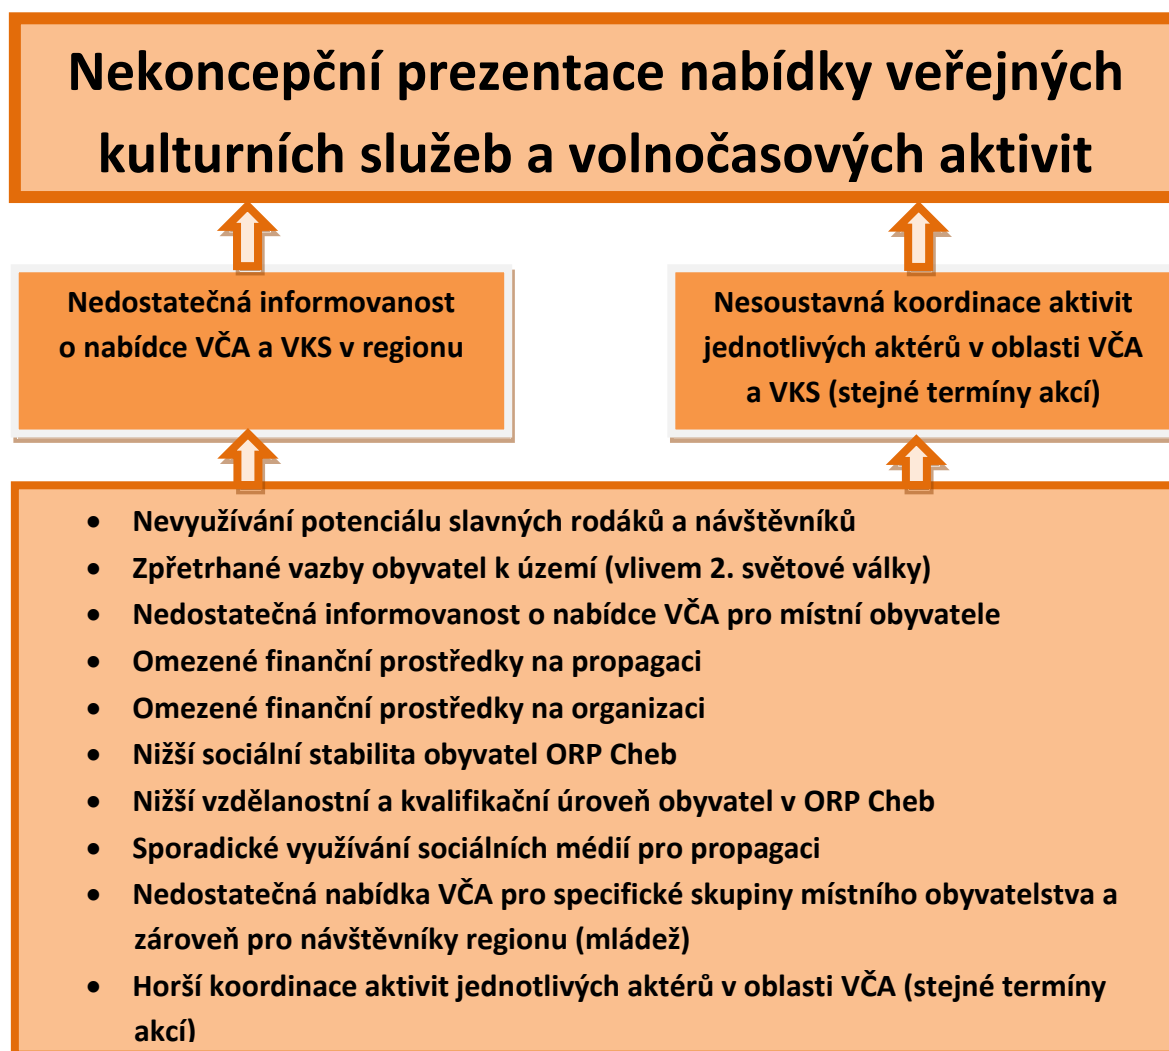 Nekoncepční prezentace nabídky veřejných
kulturních služeb a volnočasových aktivit
Nedostatečná informovanost
o nabídce VČA a VKS v regionu
Nesoustavná koordinace aktivit
jednotlivých aktérů v oblasti VČA
a VKS (stejné termíny akcí)
• Nevyužívání potenciálu slavných rodáků a návštěvníků
• Zpřetrhané vazby obyvatel k území (vlivem 2. světové války)
• Nedostatečná informovanost o nabídce VČA pro místní obyvatele
• Omezené finanční prostředky na propagaci
• Omezené finanční prostředky na organizaci
• Nižší sociální stabilita obyvatel ORP Cheb
• Nižší vzdělanostní a kvalifikační úroveň obyvatel v ORP Cheb
• Sporadické využívání sociálních médií pro propagaci
• Nedostatečná nabídka VČA pro specifické skupiny místního obyvatelstva a
zároveň pro návštěvníky regionu (mládež)
• Horší koordinace aktivit jednotlivých aktérů v oblasti VČA (stejné termíny
akcí)